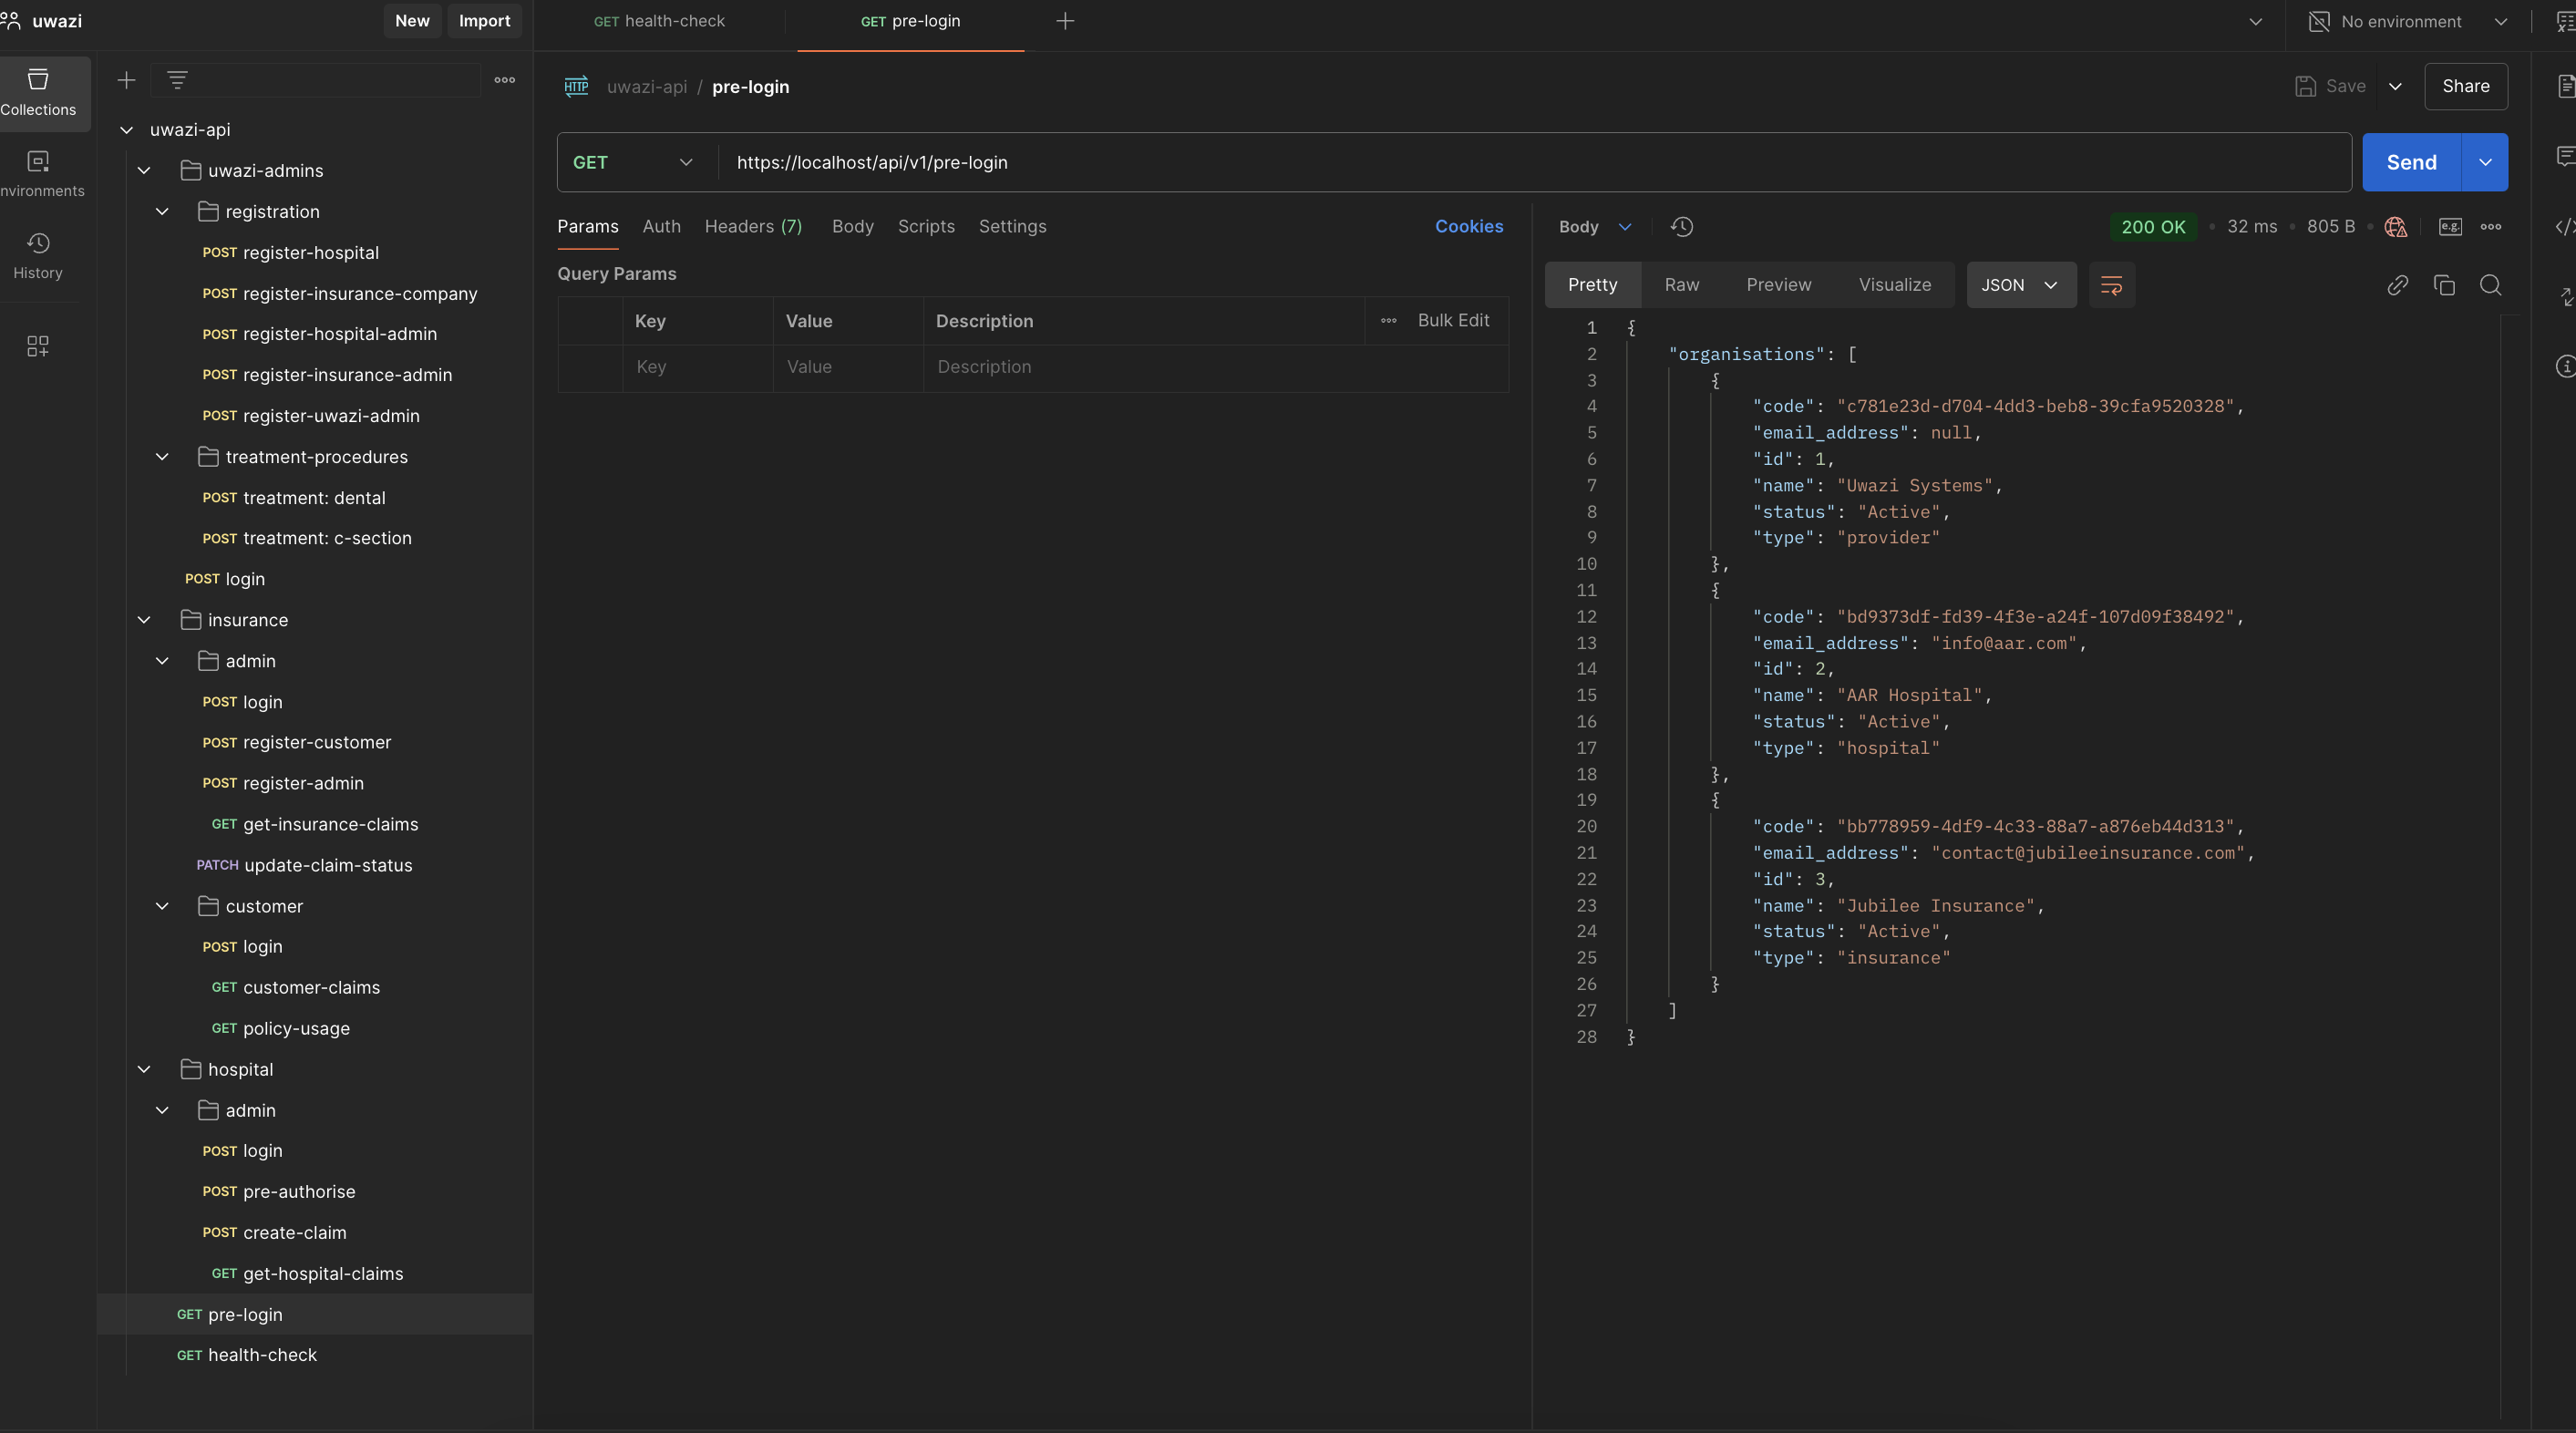 uwazi
New
Import
GET health-check
GET pre-login
No environment
Collections
nvironments
History
uwazi-api
uwazi-admins
registration
POST register-hospital
POST register-insurance-company
POST register-hospital-admin
POST register-insurance-admin
POST register-uwazi-admin
treatment-procedures
POST treatment: dental
POST treatment: c-section
POST login
insurance
admin
POST login
POST register-customer
POST register-admin
GET get-insurance-claims
PATCH update-claim-status
customer
POST login
GET customer-claims
GET policy-usage
hospital
admin
POST login
POST pre-authorise
POST create-claim
GET get-hospital-claims
GET pre-login
GET health-check
HTTP uwazi-api / pre-login
Save
Share
GET https://localhost/api/v1/pre-login
Send
Params Auth Headers (7) Body Scripts Settings Cookies
Query Params
Key Value Description Bulk Edit
Key Value Description
Body 200 OK 32 ms 805 B e.g.
Pretty Raw Preview Visualize JSON
1 {
2 "organisations": [
3 {
4 "code": "c781e23d-d704-4dd3-beb8-39cfa9520328",
5 "email_address": null,
6 "id": 1,
7 "name": "Uwazi Systems",
8 "status": "Active",
9 "type": "provider"
10 },
11 {
12 "code": "bd9373df-fd39-4f3e-a24f-107d09f38492",
13 "email_address": "info@aar.com",
14 "id": 2,
15 "name": "AAR Hospital",
16 "status": "Active",
17 "type": "hospital"
18 },
19 {
20 "code": "bb778959-4df9-4c33-88a7-a876eb44d313",
21 "email_address": "contact@jubileeinsurance.com",
22 "id": 3,
23 "name": "Jubilee Insurance",
24 "status": "Active",
25 "type": "insurance"
26 }
27 ]
28 }